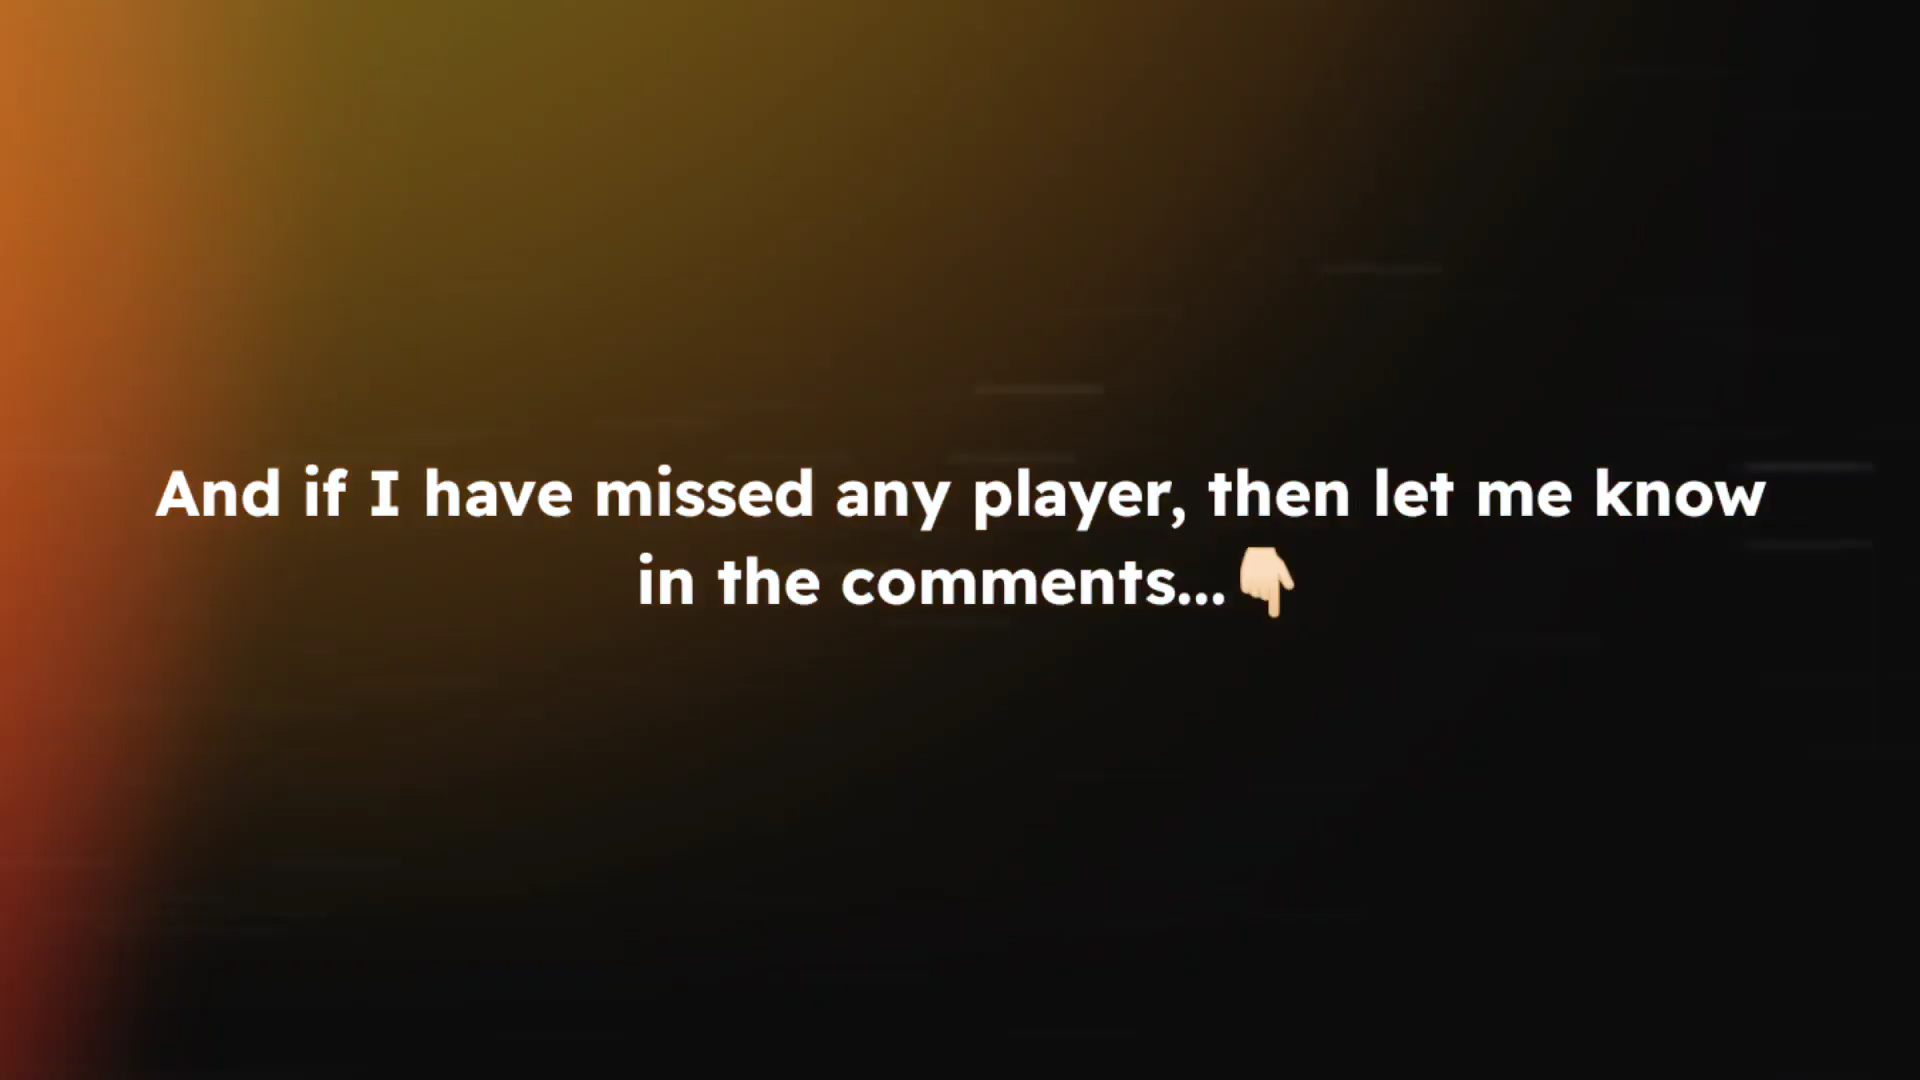 And if I have missed any player, then let me know
in the comments...👇🏻